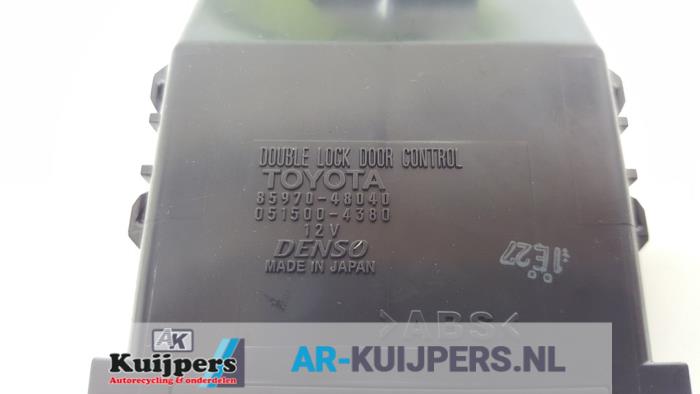 DOUBLE LOCK DOOR CONTROL
TOYOTA
85970-48040
051500-4380
12V
DENSO
MADE IN JAPAN
1E27
>ABS<
AK
Kuijpers
Autorecycling & onderdelen
AR-KUIJPERS.NL